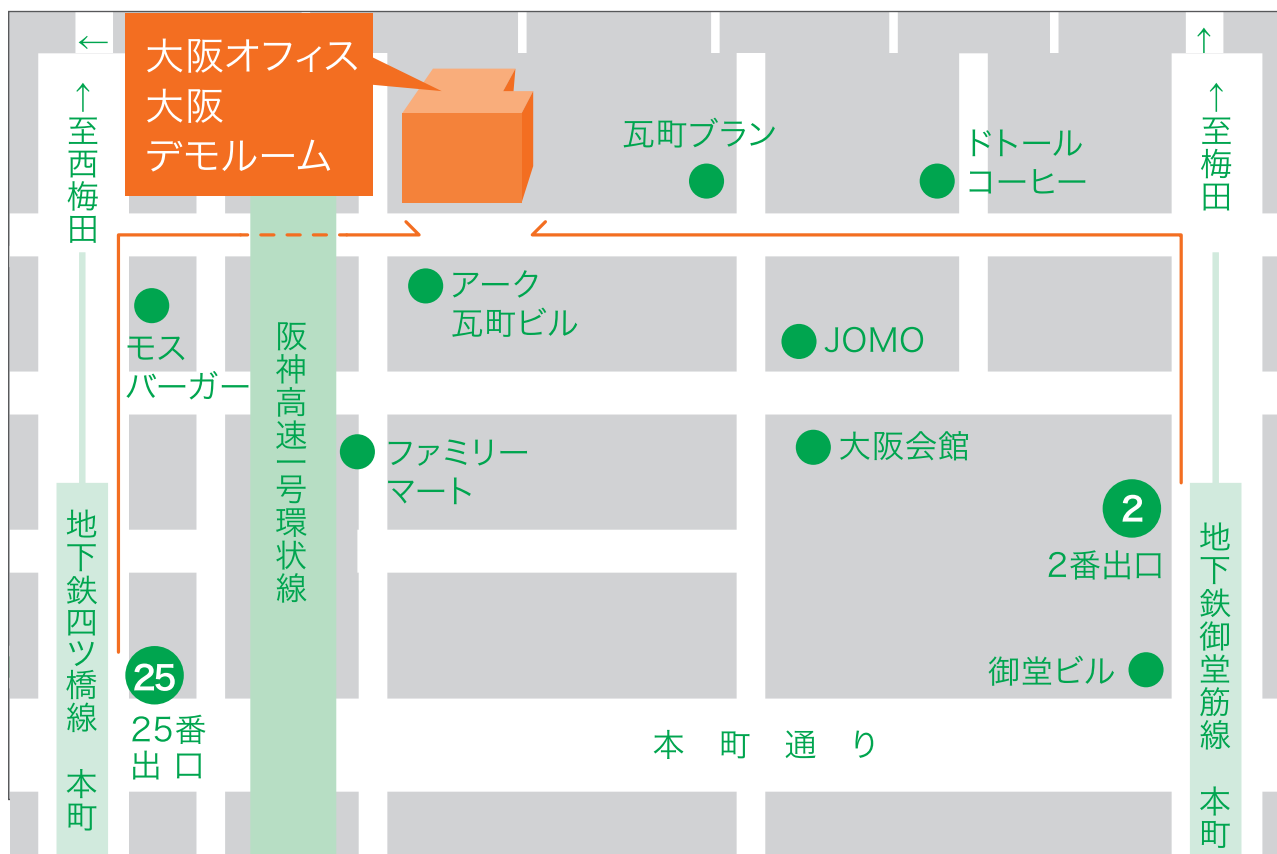 ←
大阪オフィス
大阪
デモルーム
↑至西梅田
↑
↑至梅田
瓦町ブラン
ドトール
コーヒー
モス
バーガー
アーク
瓦町ビル
JOMO
阪神高速一号環状線
ファミリー
マート
大阪会館
2
2番出口
地下鉄四ツ橋線 本町
25
25番
出口
御堂ビル
本町通り
地下鉄御堂筋線 本町